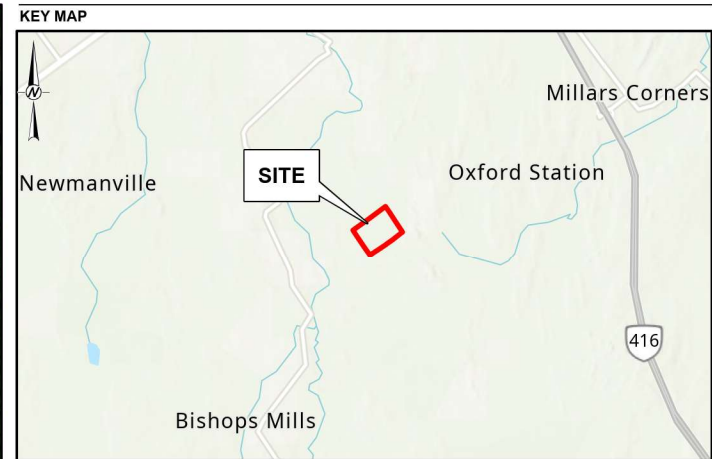 KEY MAP
N
Millars Corners
Newmanville
SITE
Oxford Station
416
Bishops Mills